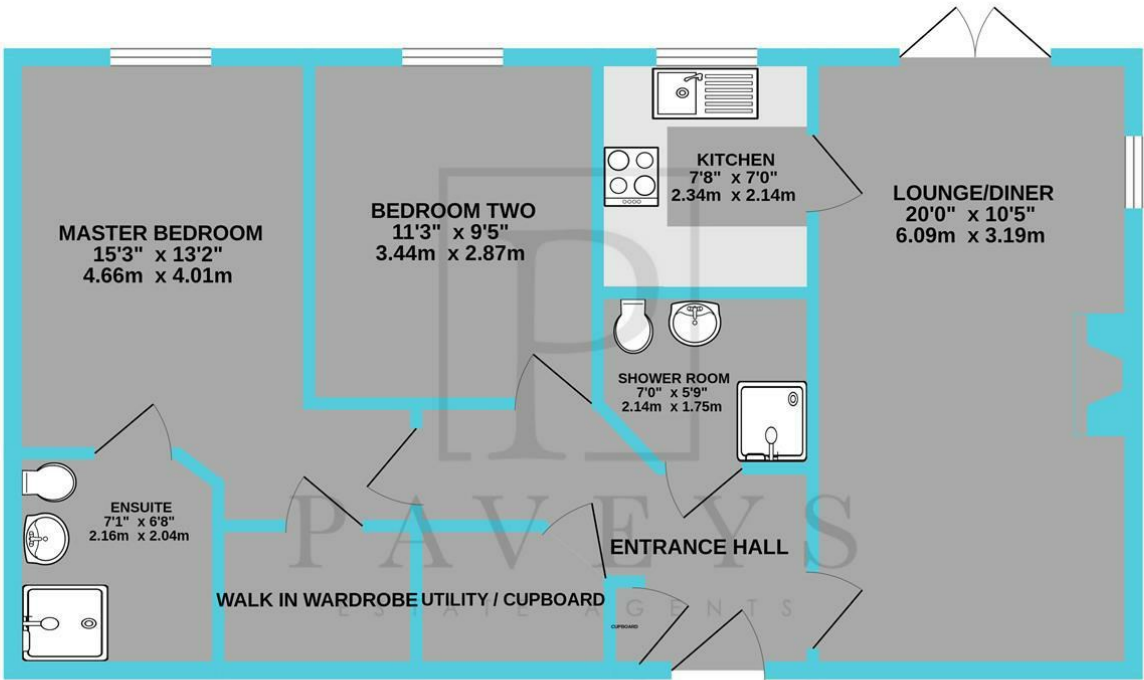 MASTER BEDROOM
15'3" x 13'2"
4.66m x 4.01m
BEDROOM TWO
11'3" x 9'5"
3.44m x 2.87m
KITCHEN
7'8" x 7'0"
2.34m x 2.14m
LOUNGE/DINER
20'0" x 10'5"
6.09m x 3.19m
SHOWER ROOM
7'0" x 5'9"
2.14m x 1.75m
ENSUITE
7'1" x 6'8"
2.16m x 2.04m
P
PAVEYS
ESTATE AGENTS
ENTRANCE HALL
WALK IN WARDROBE
UTILITY / CUPBOARD
CUPBOARD